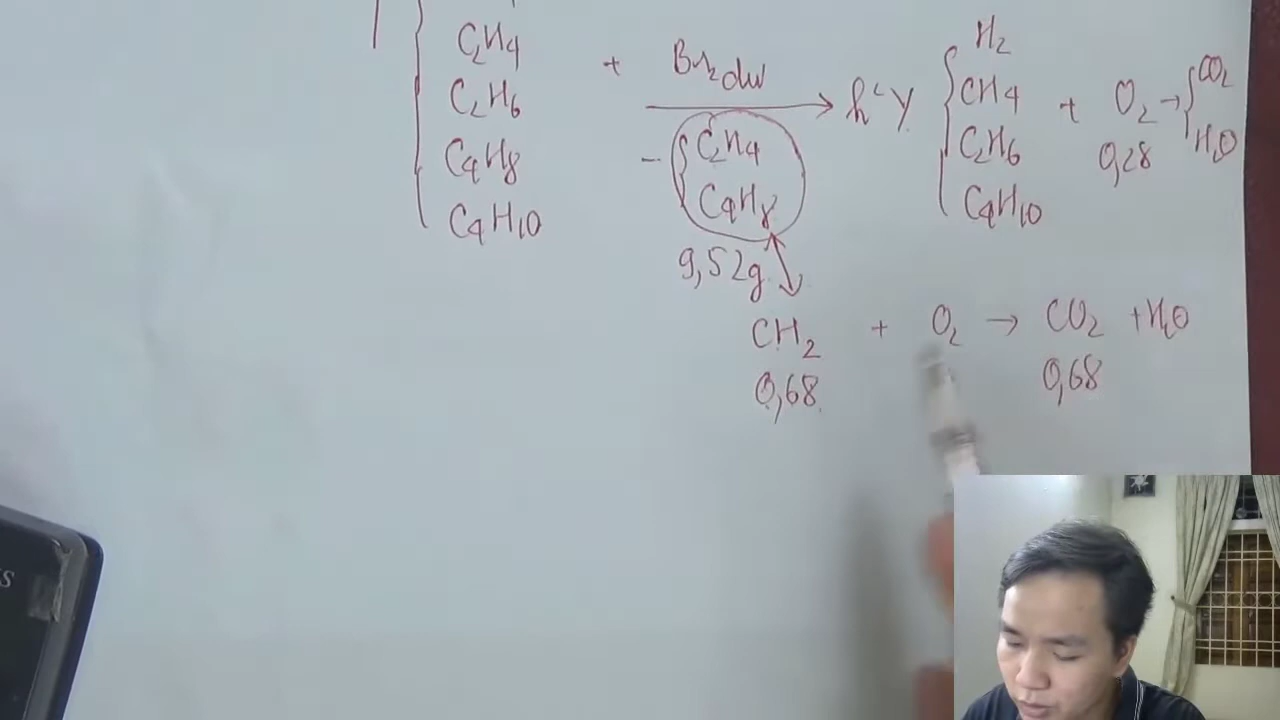 C2H4
C2H6
C4H8
C4H10
+ Br2 dư →
- C2H4
C4H8
9,52g
h² Y
H2
CH4
C2H6
C4H10
+ O2 → CO2
H2O
0,28
CH2 + O2 → CO2 + H2O
0,68 0,68